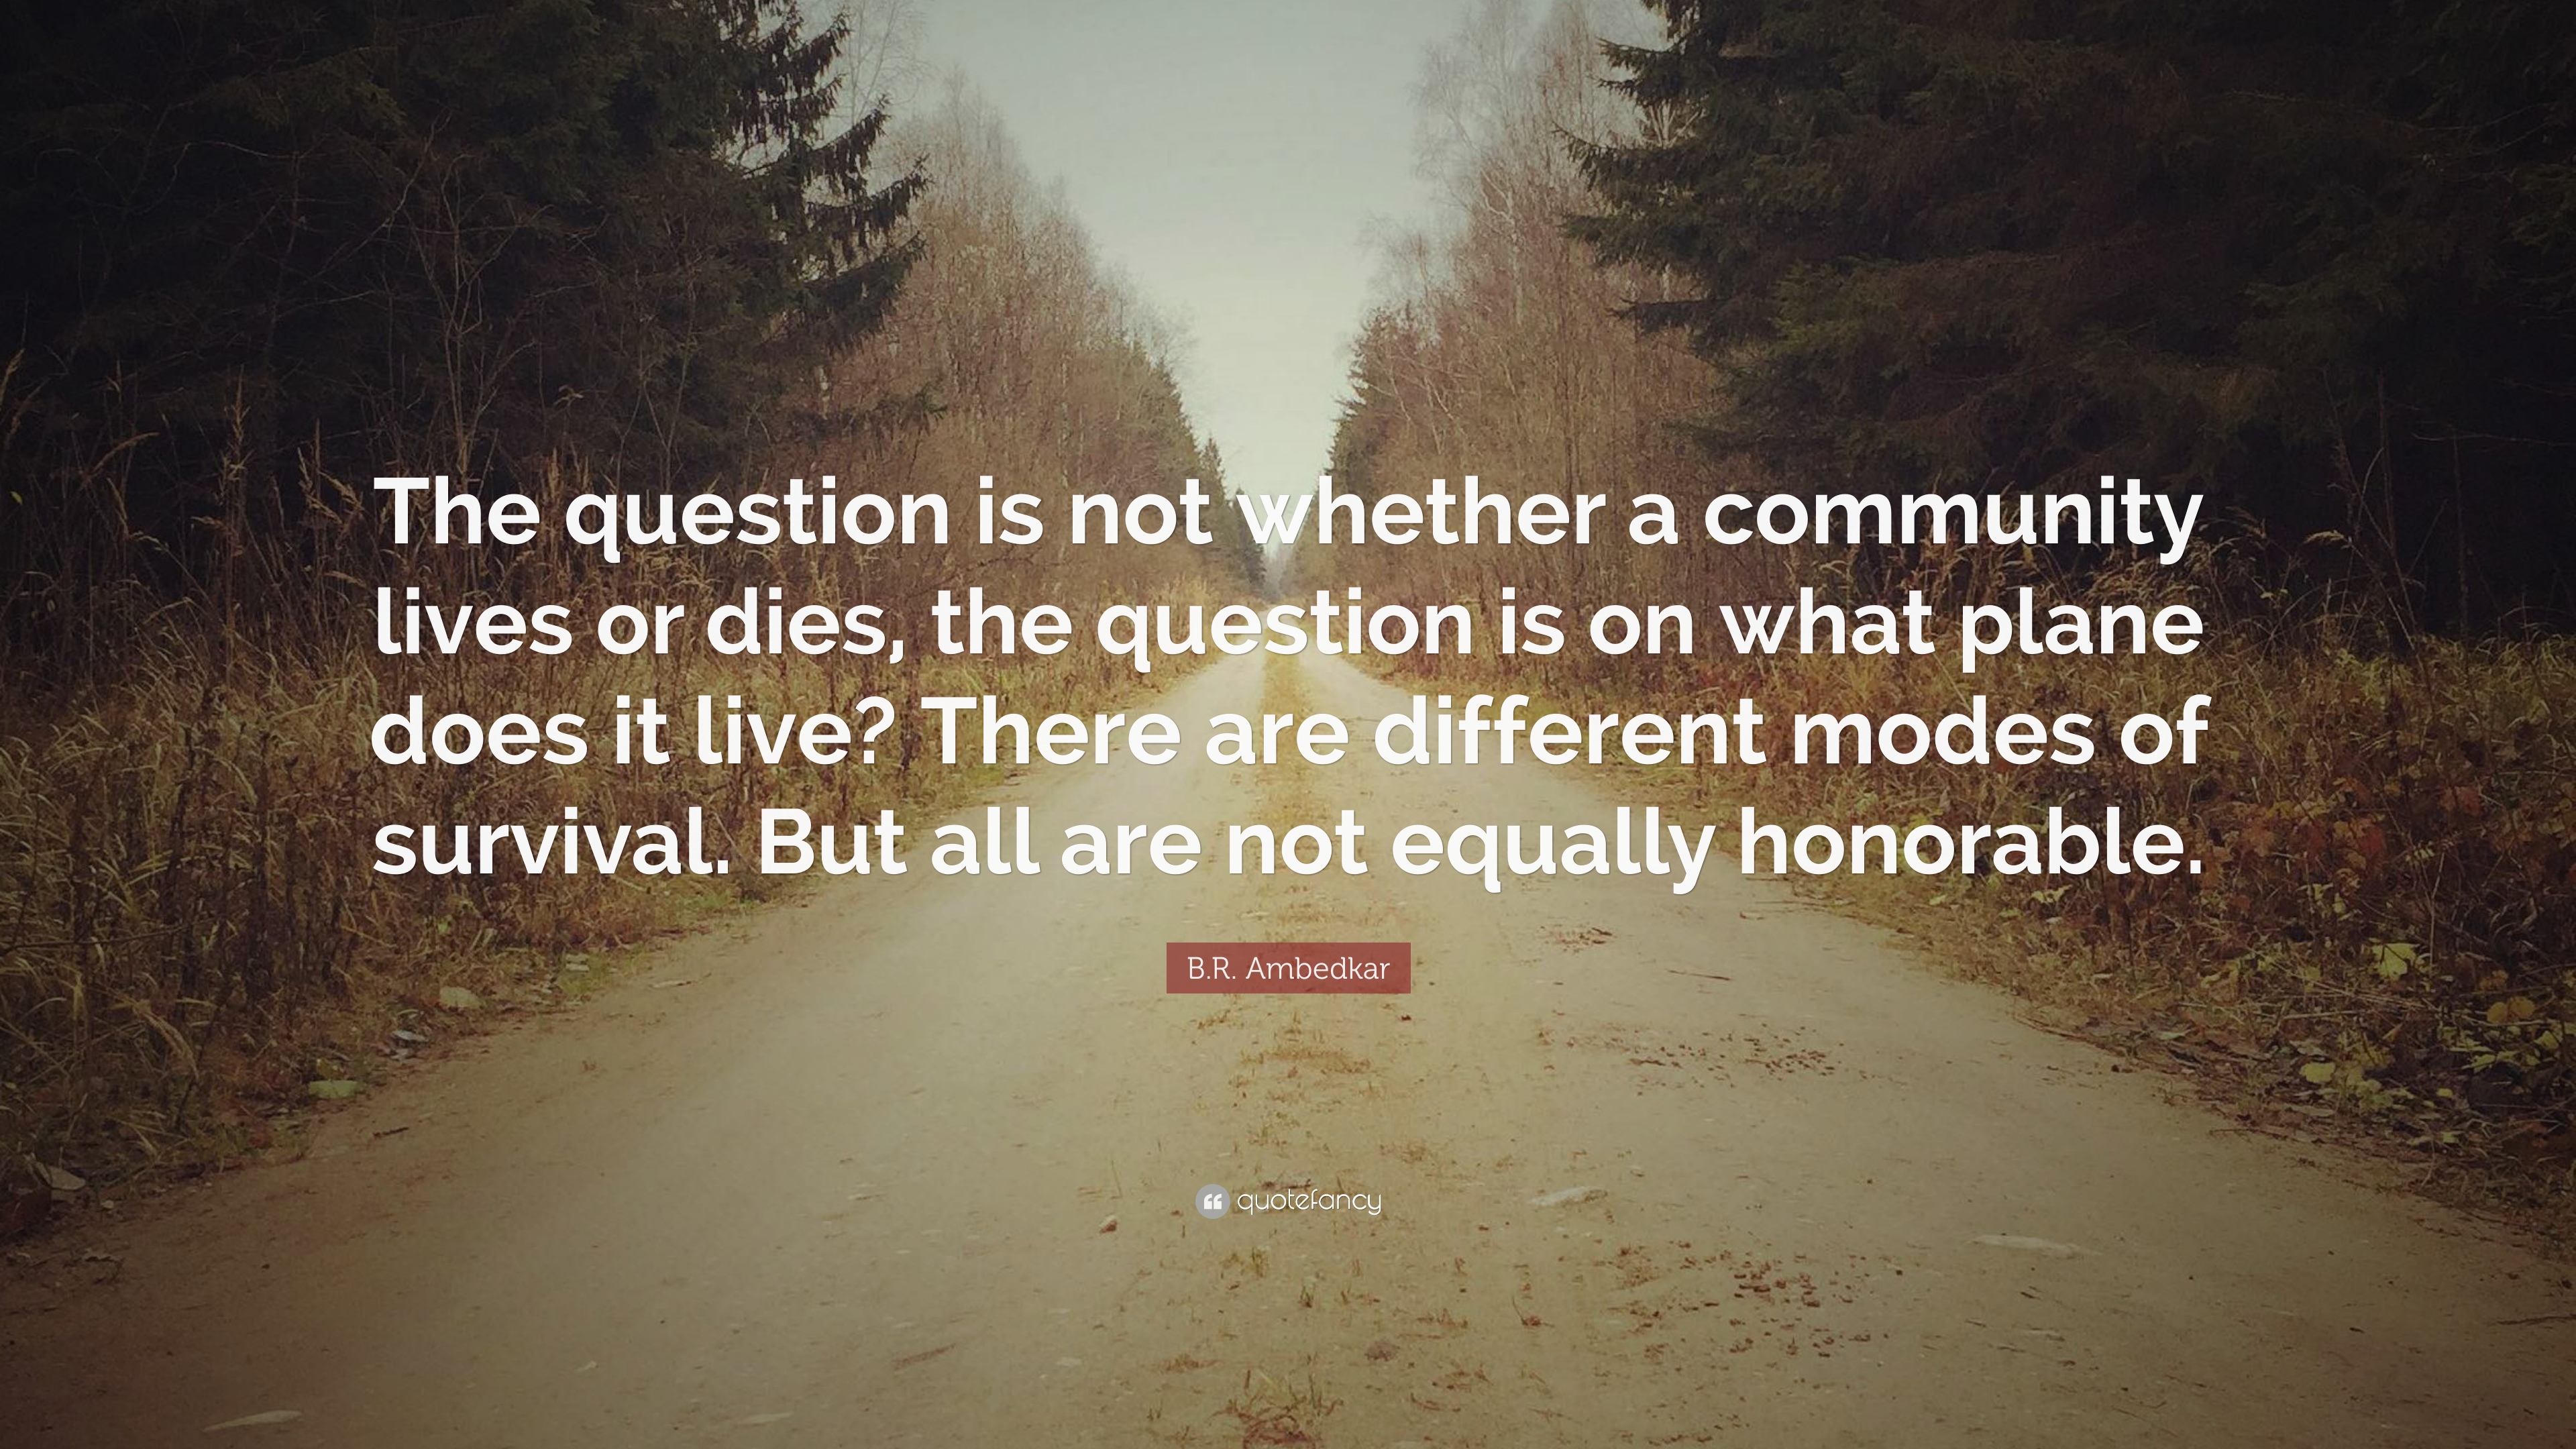 The question is not whether a community
lives or dies, the question is on what plane
does it live? There are different modes of
survival. But all are not equally honorable.
B.R. Ambedkar
quotefancy